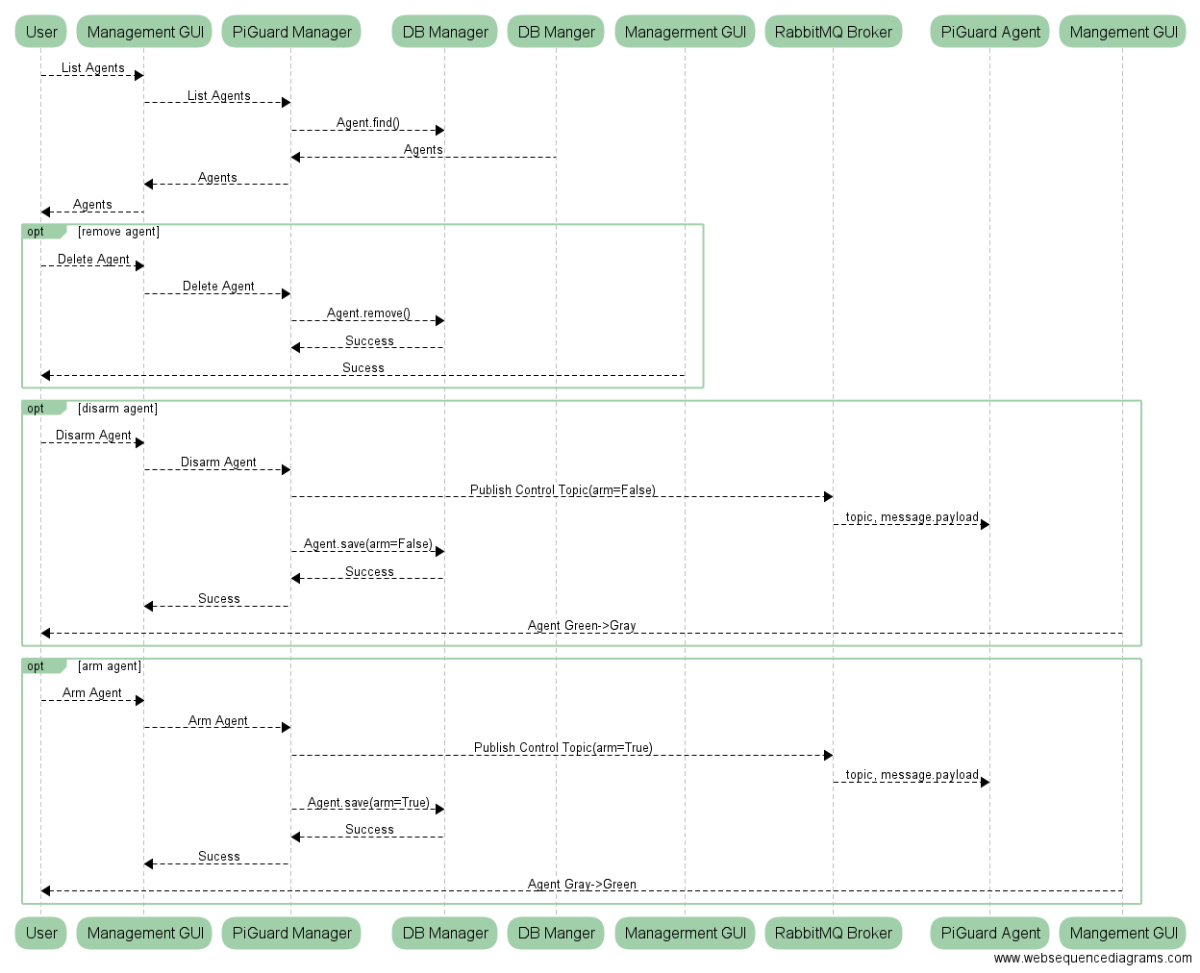 User Management GUI PiGuard Manager DB Manager DB Manger Managerment GUI RabbitMQ Broker PiGuard Agent Mangement GUI
List Agents
List Agents
Agent.find()
Agents
Agents
Agents
opt [remove agent]
Delete Agent
Delete Agent
Agent.remove()
Success
Sucess
opt [disarm agent]
Disarm Agent
Disarm Agent
Publish Control Topic(arm=False)
topic, message.payload
Agent.save(arm=False)
Success
Sucess
Agent Green->Gray
opt [arm agent]
Arm Agent
Arm Agent
Publish Control Topic(arm=True)
topic, message.payload
Agent.save(arm=True)
Success
Sucess
Agent Gray->Green
User Management GUI PiGuard Manager DB Manager DB Manger Managerment GUI RabbitMQ Broker PiGuard Agent Mangement GUI
www.websequencediagrams.com